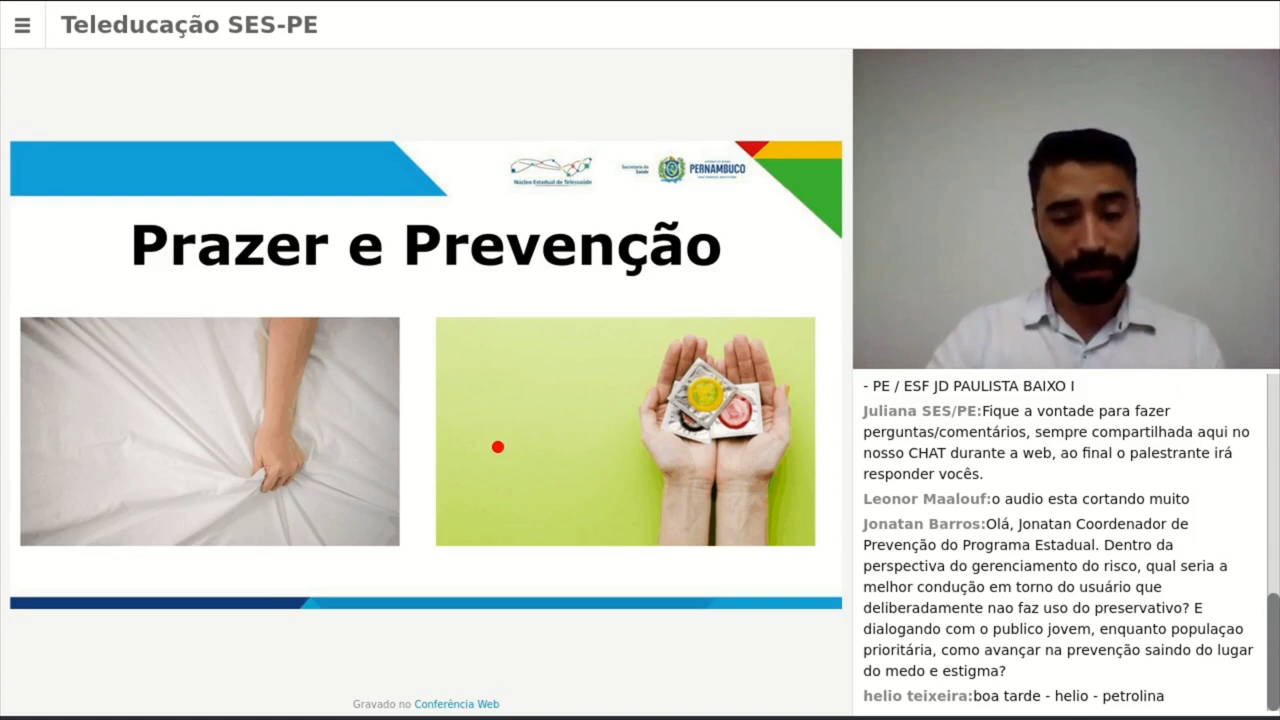 Teleducação SES-PE
Núcleo Estadual de Telessaúde
Secretaria de
Saúde
PERNAMBUCO
Prazer e Prevenção
- PE / ESF JD PAULISTA BAIXO I
Juliana SES/PE:Fique a vontade para fazer
perguntas/comentários, sempre compartilhada aqui no
nosso CHAT durante a web, ao final o palestrante irá
responder vocês.
Leonor Maalouf:o audio esta cortando muito
Jonatan Barros:Olá, Jonatan Coordenador de
Prevenção do Programa Estadual. Dentro da
perspectiva do gerenciamento do risco, qual seria a
melhor condução em torno do usuário que
deliberadamente nao faz uso do preservativo? E
dialogando com o publico jovem, enquanto populaçao
prioritária, como avançar na prevenção saindo do lugar
do medo e estigma?
helio teixeira:boa tarde - helio - petrolina
Gravado no Conferência Web